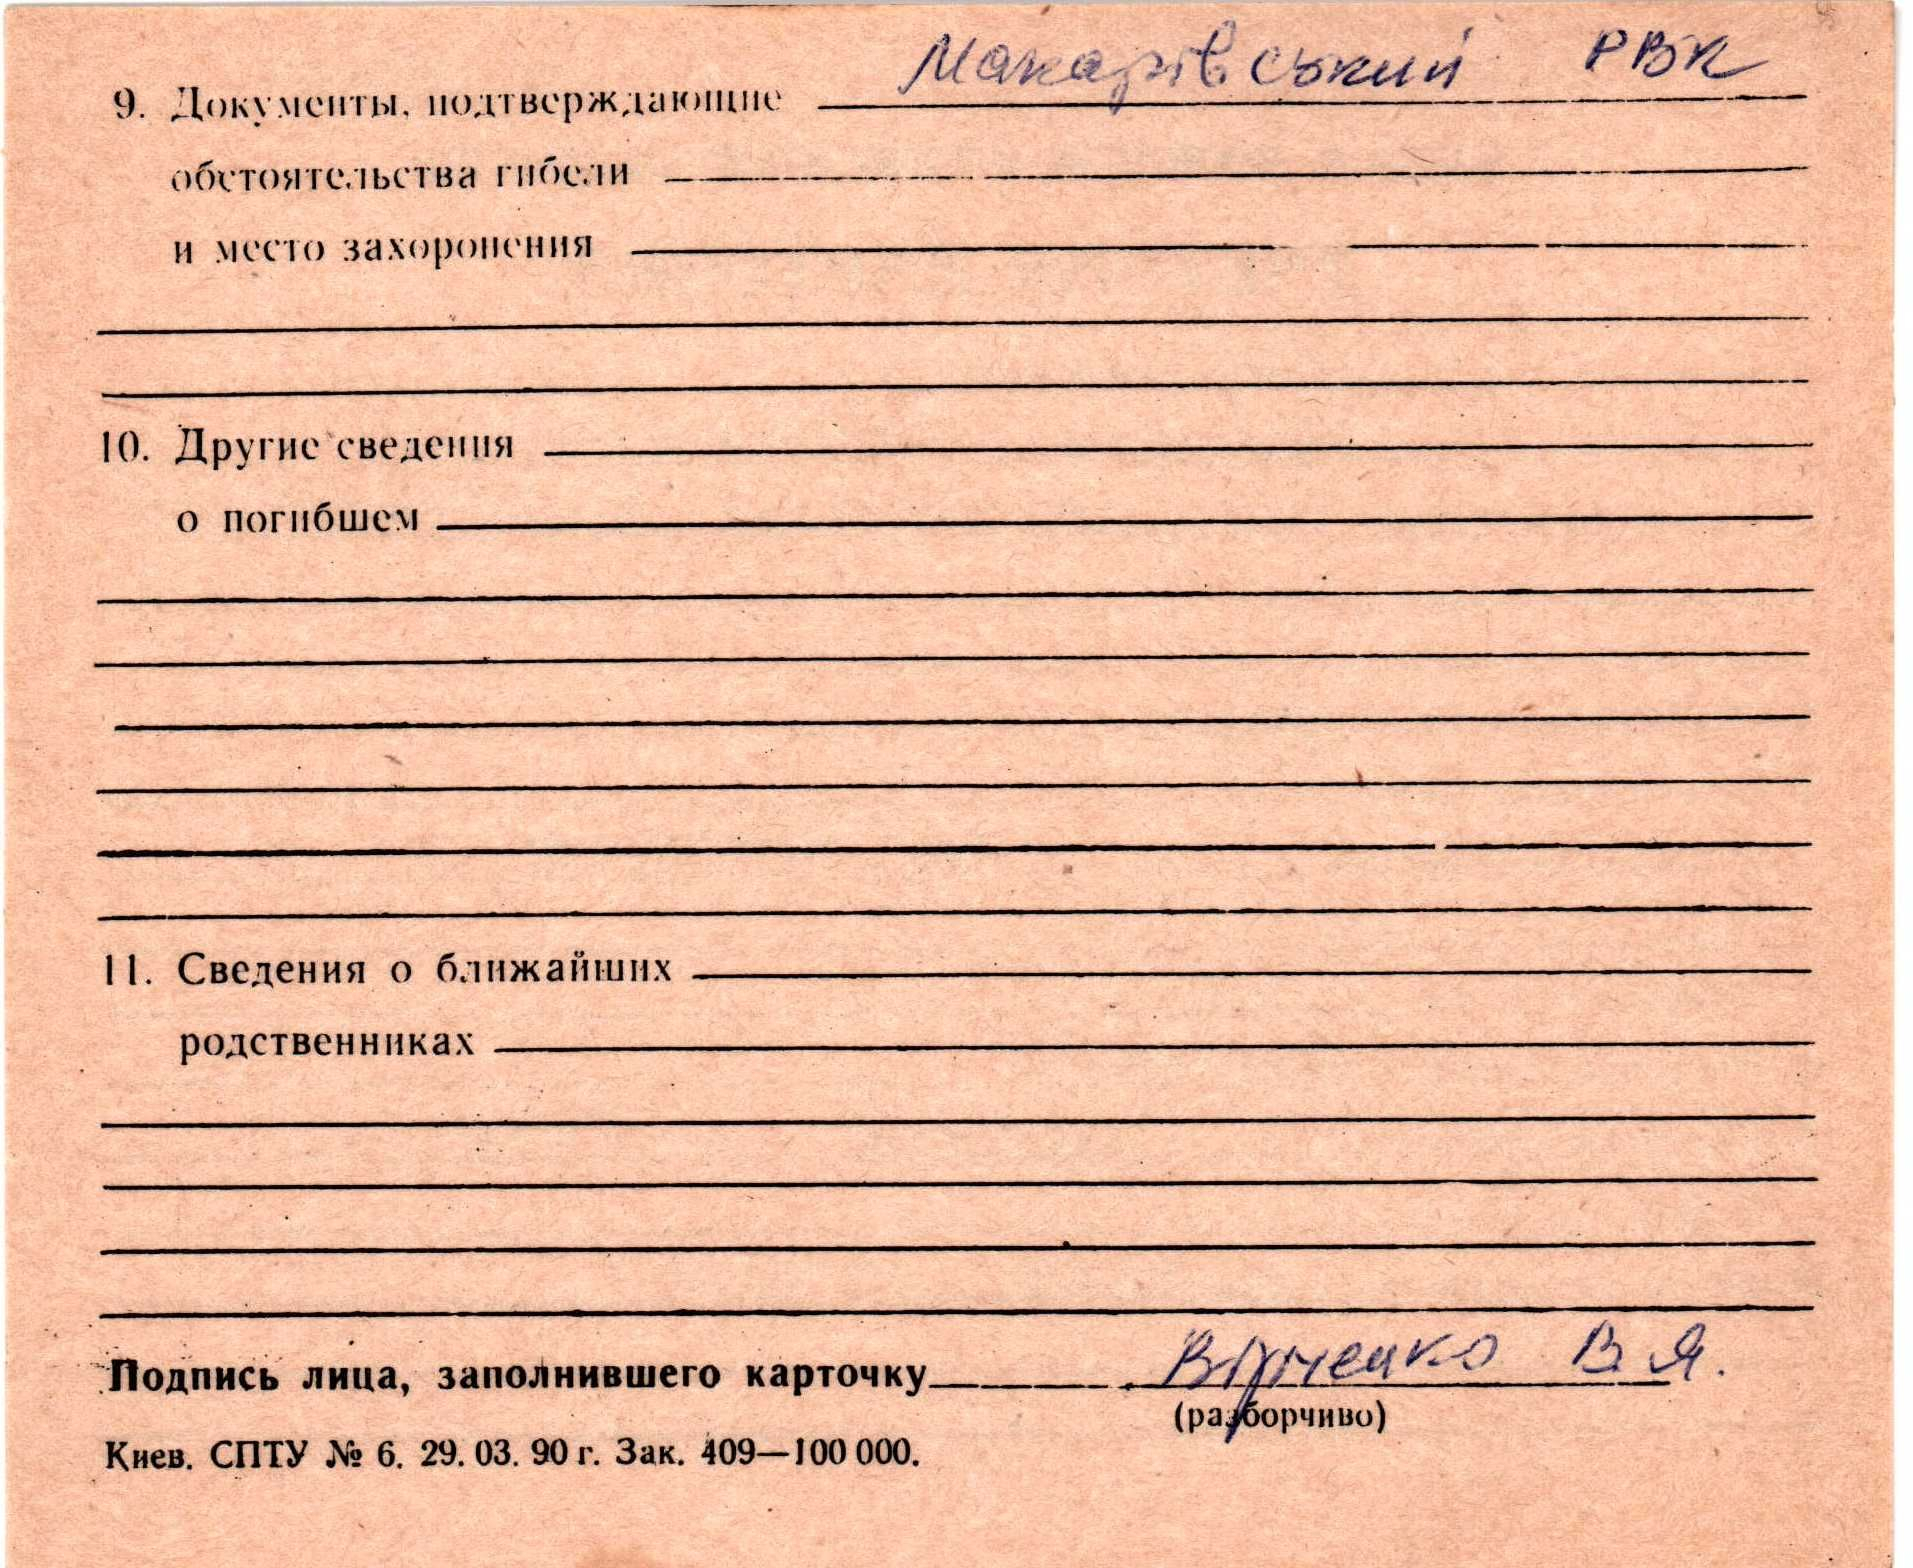 9. Документы, подтверждающие Макарівський РВК
обстоятельства гибели
и место захоронения
10. Другие сведения
о погибшем
11. Сведения о ближайших
родственниках
Подпись лица, заполнившего карточку Вірченко В. Я.
(разборчиво)
Киев. СПТУ № 6. 29. 03. 90 г. Зак. 409—100 000.